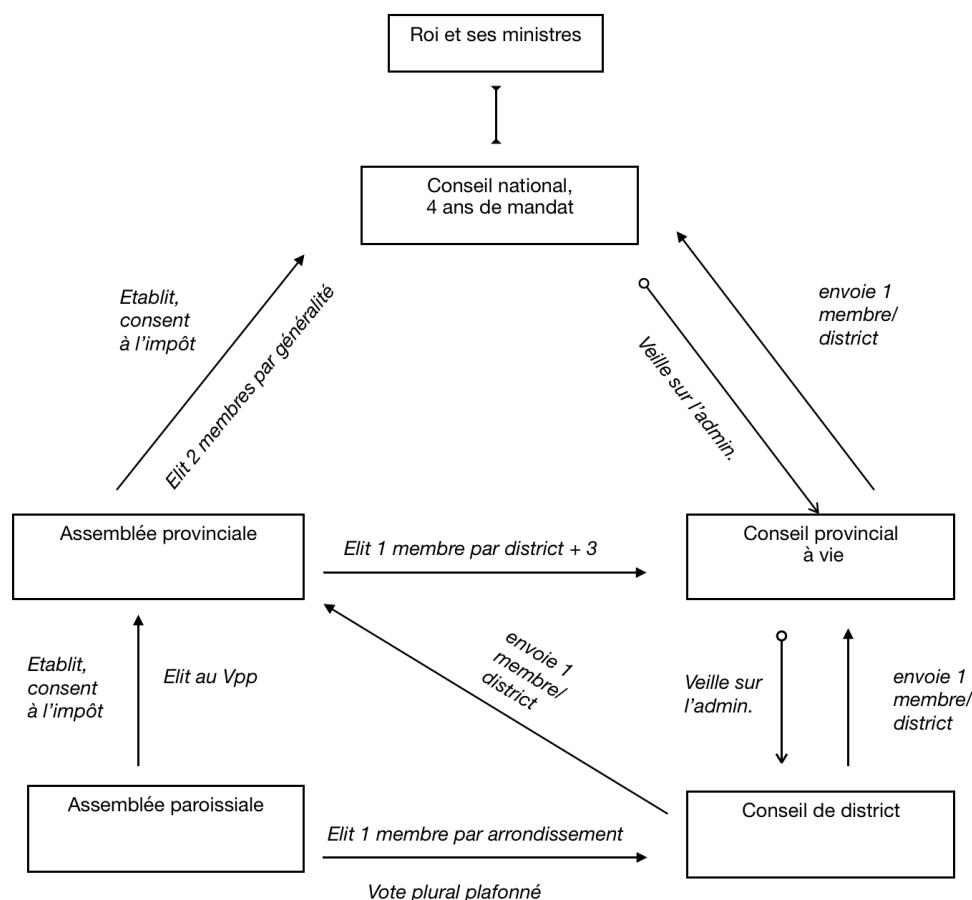 Roi et ses ministres
Conseil national,
4 ans de mandat
Etablit,
consent
à l'impôt
Elit 2 membres par généralité
Veille sur l'admin.
envoie 1
membre/
district
Assemblée provinciale
Elit 1 membre par district + 3
Conseil provincial
à vie
Etablit,
consent
à l'impôt
Elit au Vpp
envoie 1
membre/
district
Veille sur
l'admin.
envoie 1
membre/
district
Assemblée paroissiale
Elit 1 membre par arrondissement
Vote plural plafonné
Conseil de district